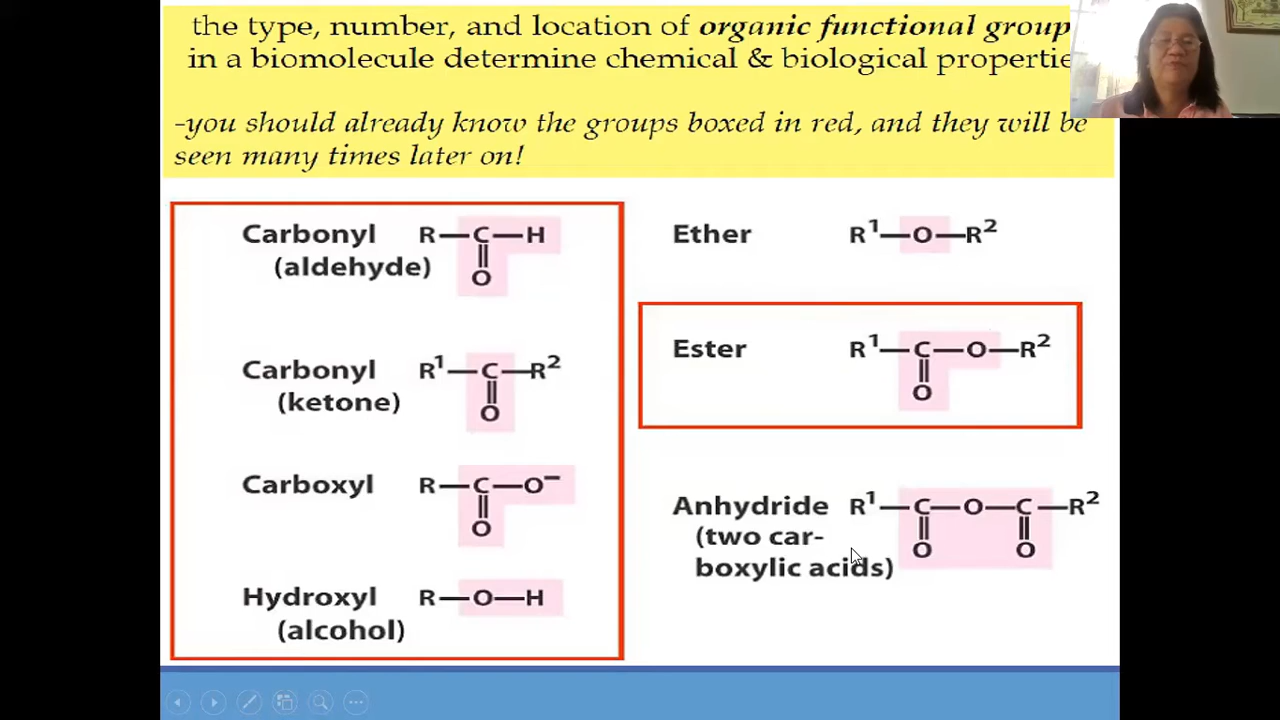 the type, number, and location of organic functional group
in a biomolecule determine chemical & biological propertie
-you should already know the groups boxed in red, and they will be
seen many times later on!
Carbonyl R—C—H
(aldehyde)
O
Carbonyl R¹—C—R²
(ketone)
O
Carboxyl R—C—O⁻
O
Hydroxyl R—O—H
(alcohol)
Ether R¹—O—R²
Ester R¹—C—O—R²
O
Anhydride R¹—C—O—C—R²
(two car-
O O
boxylic acids)